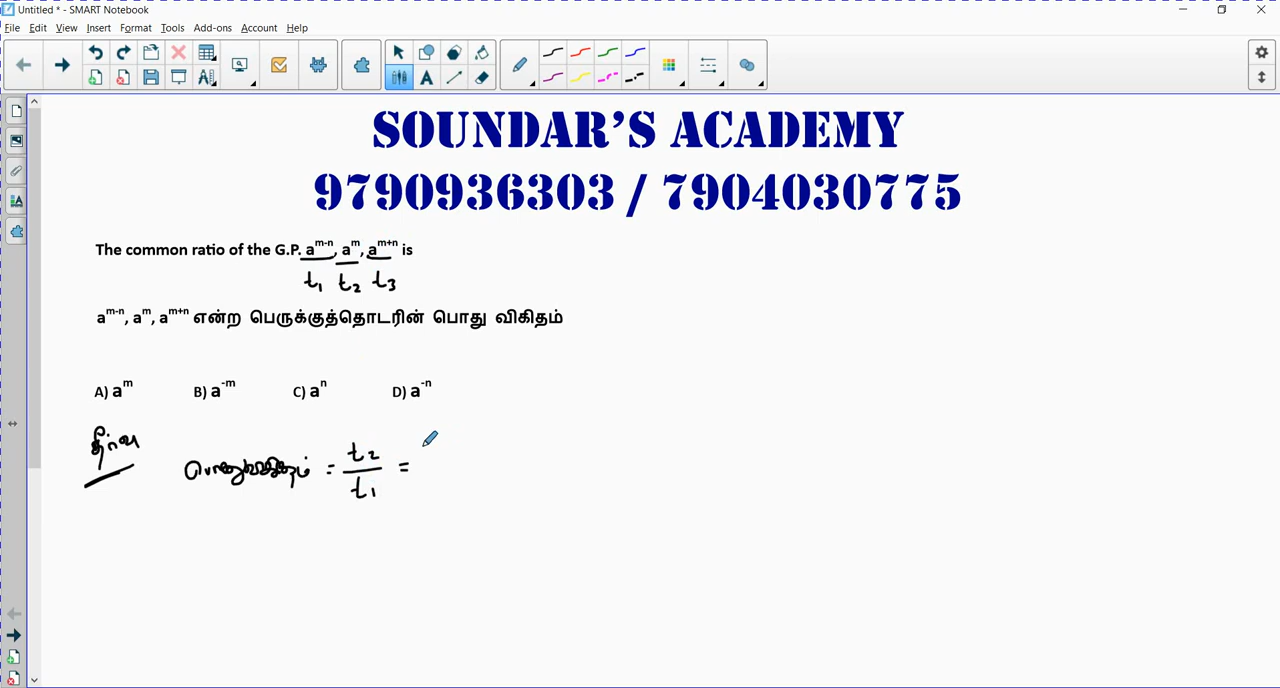 Untitled * - SMART Notebook
File Edit View Insert Format Tools Add-ons Account Help
SOUNDAR'S ACADEMY
9790936303 / 7904030775
The common ratio of the G.P. a^{m-n}, a^m, a^{m+n} is
t₁ t₂ t₃
a^{m-n}, a^m, a^{m+n} என்ற பெருக்குத்தொடரின் பொது விகிதம்
A) a^m B) a^{-m} C) a^n D) a^{-n}
தீர்வு
= t₂/t₁ =